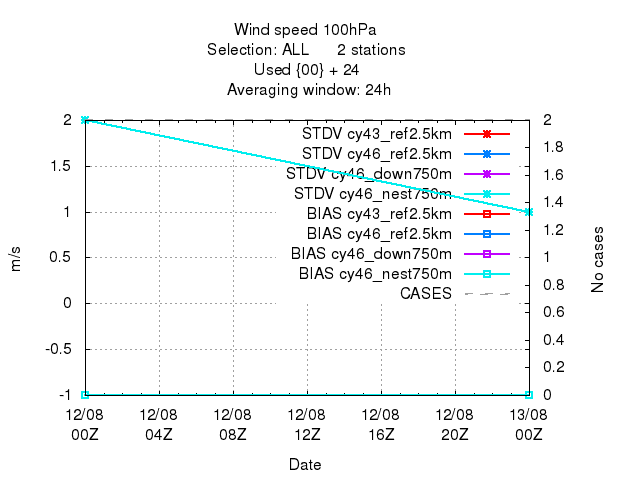 Wind speed 100hPa
Selection: ALL 2 stations
Used {00} + 24
Averaging window: 24h
2
1.5
1
0.5
0
-0.5
-1
m/s
STDV cy43_ref2.5km
STDV cy46_ref2.5km
STDV cy46_down750m
STDV cy46_nest750m
BIAS cy43_ref2.5km
BIAS cy46_ref2.5km
BIAS cy46_down750m
BIAS cy46_nest750m
CASES
2
1.8
1.6
1.4
1.2
1
0.8
0.6
0.4
0.2
0
No cases
12/08 12/08 12/08 12/08 12/08 12/08 13/08
00Z 04Z 08Z 12Z 16Z 20Z 00Z
Date